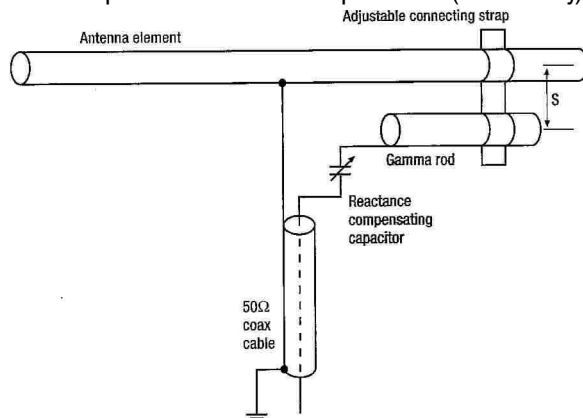 Adjustable connecting strap
Antenna element
S
Gamma rod
Reactance
compensating
capacitor
50Ω
coax
cable